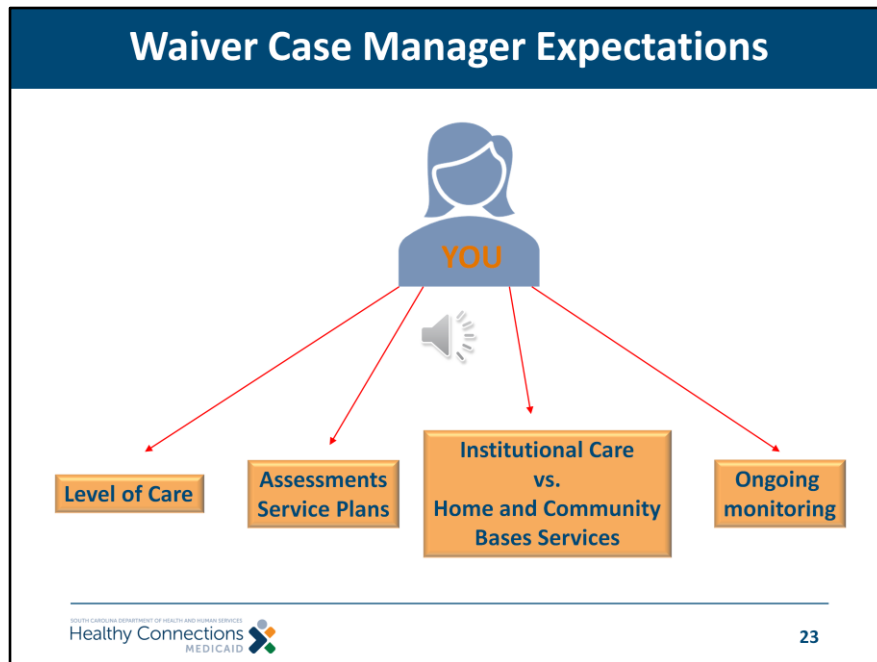 Waiver Case Manager Expectations
YOU
Level of Care
Assessments
Service Plans
Institutional Care
vs.
Home and Community
Bases Services
Ongoing
monitoring
SOUTH CAROLINA DEPARTMENT OF HEALTH AND HUMAN SERVICES
Healthy Connections
MEDICAID
23